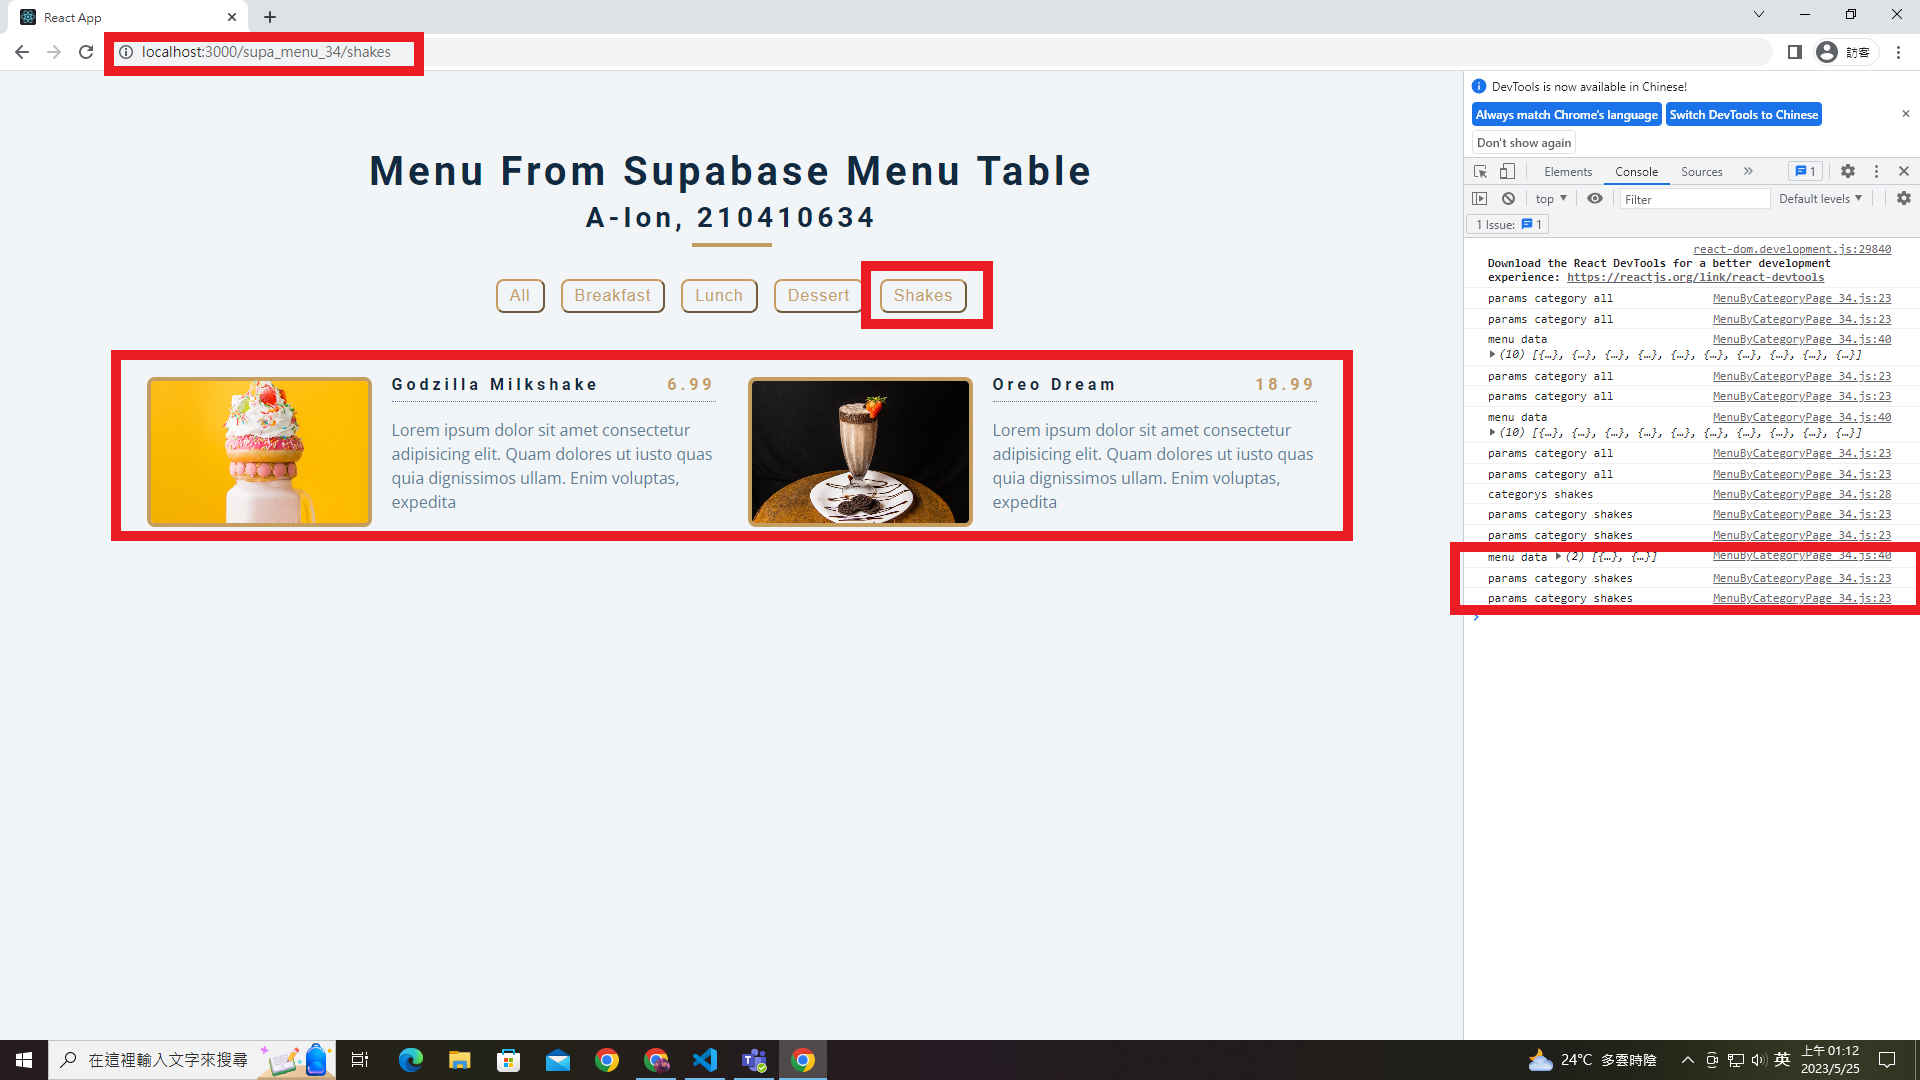 React App
localhost:3000/supa_menu_34/shakes
訪客
Menu From Supabase Menu Table
A-Ion, 210410634
All Breakfast Lunch Dessert Shakes
Godzilla Milkshake 6.99
Lorem ipsum dolor sit amet consectetur
adipisicing elit. Quam dolores ut iusto quas
quia dignissimos ullam. Enim voluptas,
expedita
Oreo Dream 18.99
Lorem ipsum dolor sit amet consectetur
adipisicing elit. Quam dolores ut iusto quas
quia dignissimos ullam. Enim voluptas,
expedita
DevTools is now available in Chinese!
Always match Chrome's language Switch DevTools to Chinese
Don't show again
Elements Console Sources » 1
top Filter Default levels
1 Issue: 1
react-dom.development.js:29840
Download the React DevTools for a better development
experience: https://reactjs.org/link/react-devtools
params category all MenuByCategoryPage_34.js:23
params category all MenuByCategoryPage_34.js:23
menu data MenuByCategoryPage_34.js:40
(10) [{…}, {…}, {…}, {…}, {…}, {…}, {…}, {…}, {…}, {…}]
params category all MenuByCategoryPage_34.js:23
params category all MenuByCategoryPage_34.js:23
menu data MenuByCategoryPage_34.js:40
(10) [{…}, {…}, {…}, {…}, {…}, {…}, {…}, {…}, {…}, {…}]
params category all MenuByCategoryPage_34.js:23
params category all MenuByCategoryPage_34.js:23
categorys shakes MenuByCategoryPage_34.js:28
params category shakes MenuByCategoryPage_34.js:23
params category shakes MenuByCategoryPage_34.js:23
menu data (2) [{…}, {…}] MenuByCategoryPage_34.js:40
params category shakes MenuByCategoryPage_34.js:23
params category shakes MenuByCategoryPage_34.js:23
在這裡輸入文字來搜尋
24°C 多雲時陰
英
上午 01:12
2023/5/25